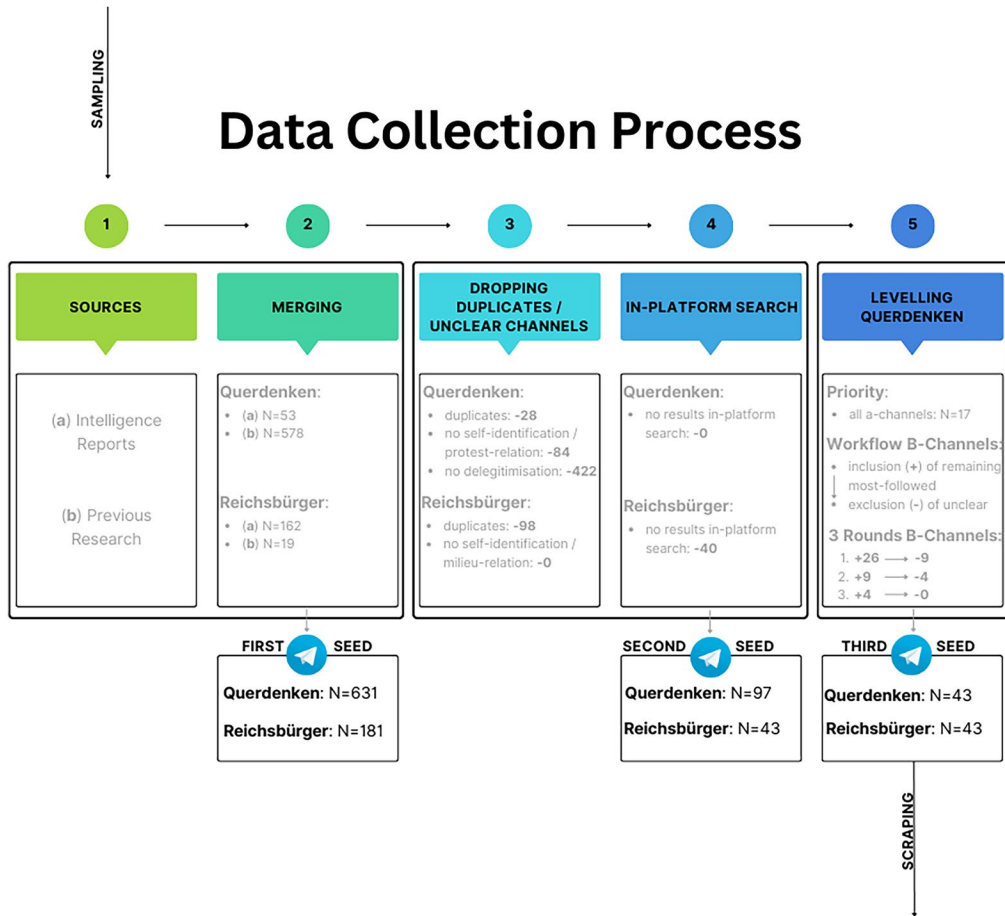 SAMPLING
Data Collection Process
1
2
3
4
5
SOURCES
(a) Intelligence
Reports
(b) Previous
Research
MERGING
Querdenken:
• (a) N=53
• (b) N=578
Reichsbürger:
• (a) N=162
• (b) N=19
DROPPING
DUPLICATES /
UNCLEAR CHANNELS
Querdenken:
• duplicates: -28
• no self-identification /
protest-relation: -84
• no delegitimisation: -422
Reichsbürger:
• duplicates: -98
• no self-identification /
milieu-relation: -0
IN-PLATFORM SEARCH
Querdenken:
• no results in-platform
search: -0
Reichsbürger:
• no results in-platform
search: -40
LEVELLING
QUERDENKEN
Priority:
• all a-channels: N=17
Workflow B-Channels:
• inclusion (+) of remaining
most-followed
• exclusion (-) of unclear
3 Rounds B-Channels:
1. +26 → -9
2. +9 → -4
3. +4 → -0
FIRST SEED
Querdenken: N=631
Reichsbürger: N=181
SECOND SEED
Querdenken: N=97
Reichsbürger: N=43
THIRD SEED
Querdenken: N=43
Reichsbürger: N=43
SCRAPING